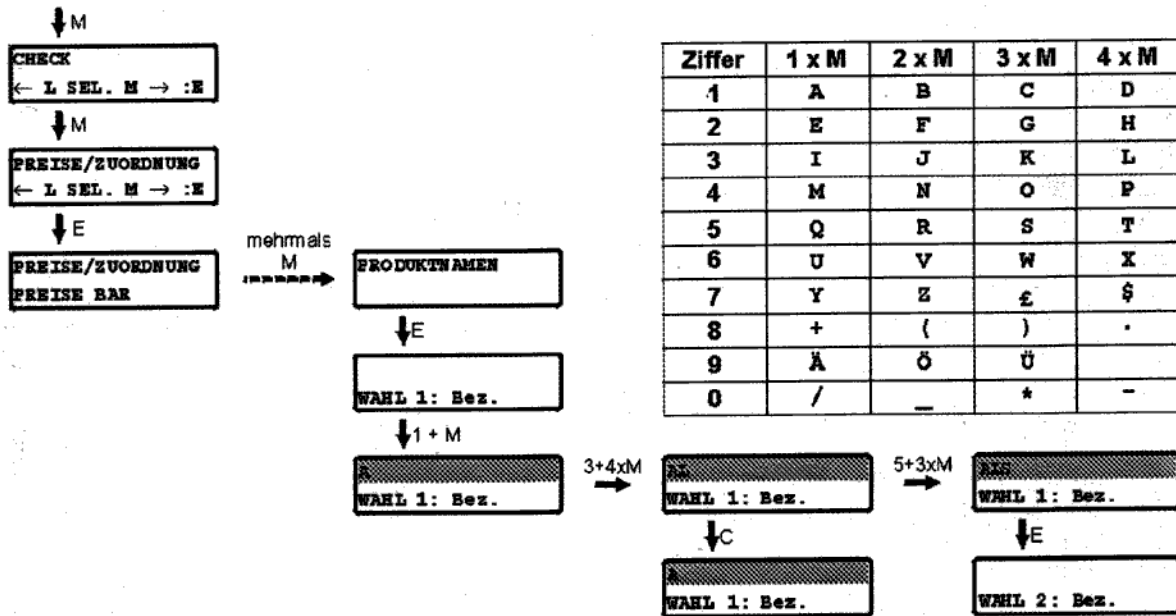 M
CHECK
← L SEL. M → :E
M
PREISE/ZUORDNUNG
← L SEL. M → :E
E
PREISE/ZUORDNUNG
PREISE BAR
mehrmals
M
PRODUKTNAMEN
E
WAHL 1: Bez.
1 + M
A
WAHL 1: Bez.
3+4xM
AL
WAHL 1: Bez.
C
A
WAHL 1: Bez.
5+3xM
ALS
WAHL 1: Bez.
E
WAHL 2: Bez.
Ziffer 1 x M 2 x M 3 x M 4 x M
1 A B C D
2 E F G H
3 I J K L
4 M N O P
5 Q R S T
6 U V W X
7 Y Z £ $
8 + ( ) .
9 Ä Ö Ü
0 / _ * -